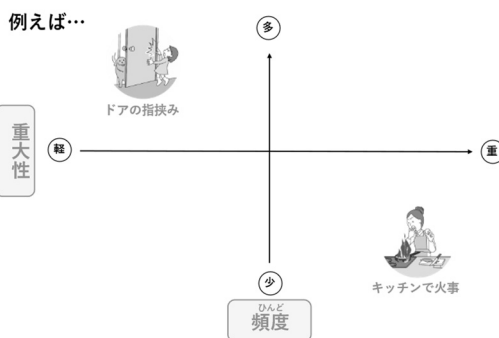 例えば…
多
ドアの指挟み
重大性
軽
重
キッチンで火事
少
ひんど
頻度